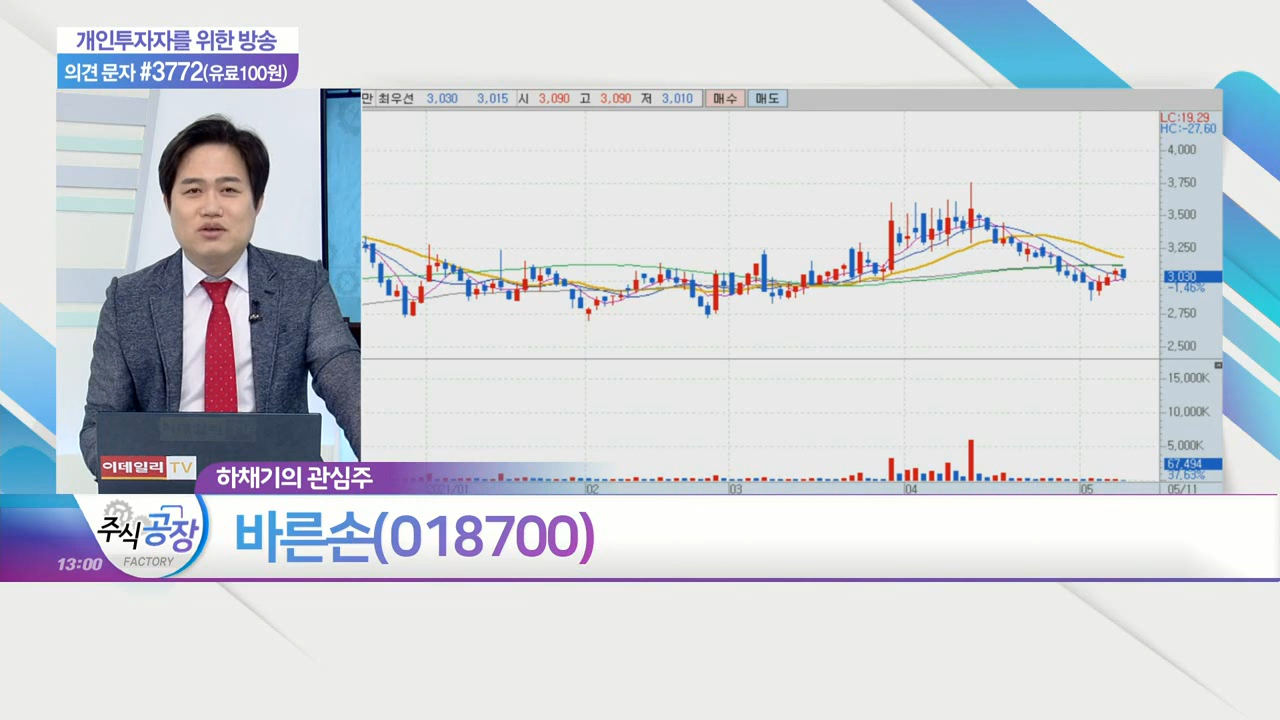 개인투자자를 위한 방송
의견 문자 #3772(유료100원)
만 최우선 3,030 3,015 시 3,090 고 3,090 저 3,010 매수 매도
LC:19.29
HC:-27.60
4,000
3,750
3,500
3,250
3,030
-1.46%
2,750
2,500
15,000K
10,000K
5,000K
67,494
37.63%
2021/01 02 03 04 05 05/11
이데일리 TV
하채기의 관심주
주식공장
FACTORY
13:00
바른손(018700)